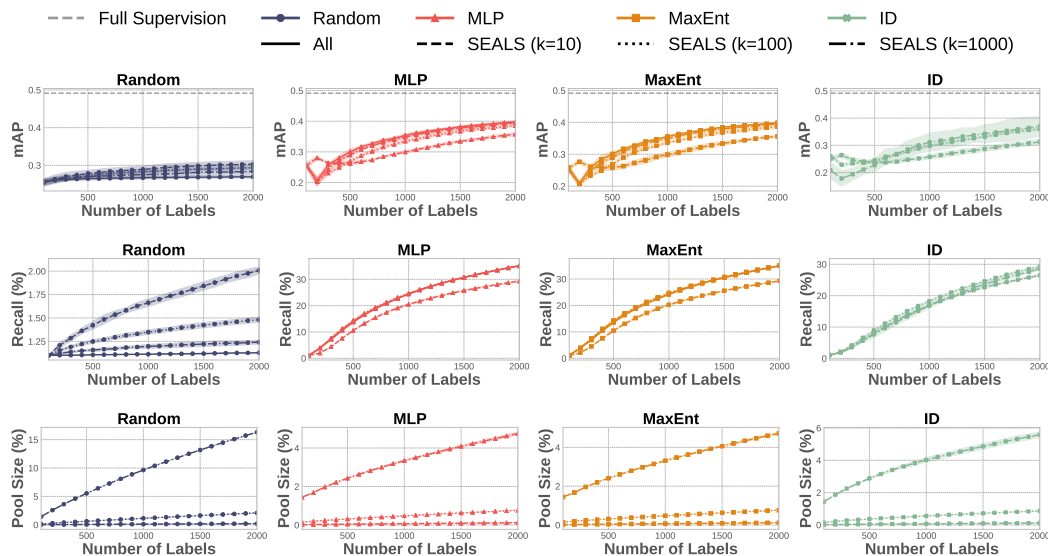 Full Supervision Random MLP MaxEnt ID
All SEALS (k=10) SEALS (k=100) SEALS (k=1000)
Random MLP MaxEnt ID
mAP 0.5 0.4 0.3 500 1000 1500 2000 Number of Labels
mAP 0.5 0.4 0.3 0.2 500 1000 1500 2000 Number of Labels
mAP 0.5 0.4 0.3 0.2 500 1000 1500 2000 Number of Labels
mAP 0.5 0.4 0.3 0.2 500 1000 1500 2000 Number of Labels
Random MLP MaxEnt ID
Recall (%) 2.00 1.75 1.50 1.25 500 1000 1500 2000 Number of Labels
Recall (%) 30 20 10 0 500 1000 1500 2000 Number of Labels
Recall (%) 30 20 10 0 500 1000 1500 2000 Number of Labels
Recall (%) 30 20 10 0 500 1000 1500 2000 Number of Labels
Random MLP MaxEnt ID
Pool Size (%) 15 10 5 0 500 1000 1500 2000 Number of Labels
Pool Size (%) 4 2 0 500 1000 1500 2000 Number of Labels
Pool Size (%) 4 2 0 500 1000 1500 2000 Number of Labels
Pool Size (%) 6 4 2 0 500 1000 1500 2000 Number of Labels